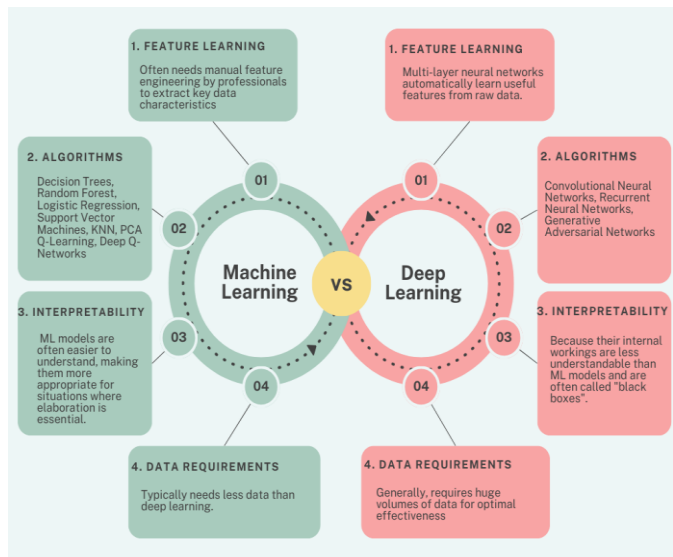 1. FEATURE LEARNING
Often needs manual feature
engineering by professionals
to extract key data
characteristics
1. FEATURE LEARNING
Multi-layer neural networks
automatically learn useful
features from raw data.
2. ALGORITHMS
Decision Trees,
Random Forest,
Logistic Regression,
Support Vector
Machines, KNN, PCA
Q-Learning, Deep Q-
Networks
01
02
03
04
Machine
Learning
VS
Deep
Learning
01
02
03
04
2. ALGORITHMS
Convolutional Neural
Networks, Recurrent
Neural Networks,
Generative
Adversarial Networks
3. INTERPRETABILITY
ML models are
often easier to
understand, making
them more
appropriate for
situations where
elaboration is
essential.
3. INTERPRETABILITY
Because their internal
workings are less
understandable than
ML models and are
often called "black
boxes".
4. DATA REQUIREMENTS
Typically needs less data than
deep learning.
4. DATA REQUIREMENTS
Generally, requires huge
volumes of data for optimal
effectiveness